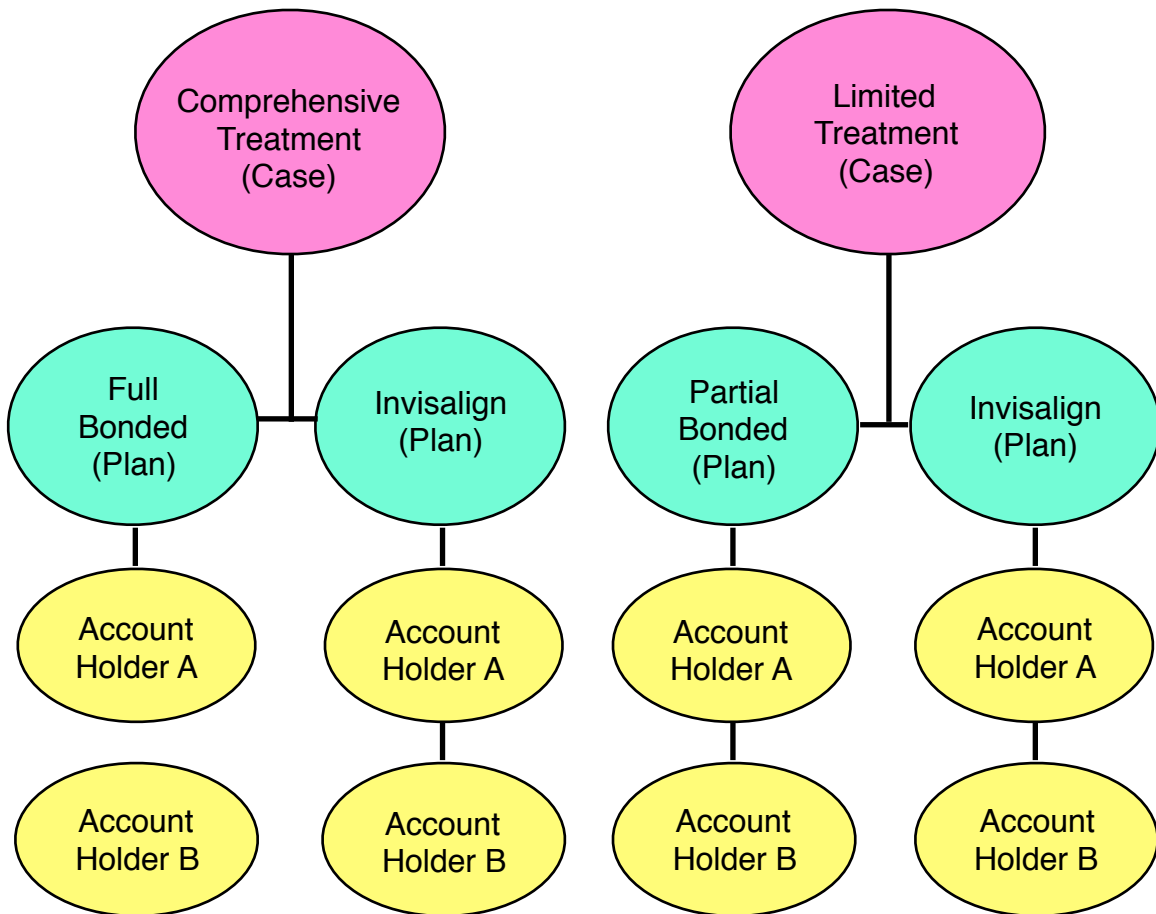 Comprehensive
Treatment
(Case)
Limited
Treatment
(Case)
Full
Bonded
(Plan)
Invisalign
(Plan)
Partial
Bonded
(Plan)
Invisalign
(Plan)
Account
Holder A
Account
Holder A
Account
Holder A
Account
Holder A
Account
Holder B
Account
Holder B
Account
Holder B
Account
Holder B